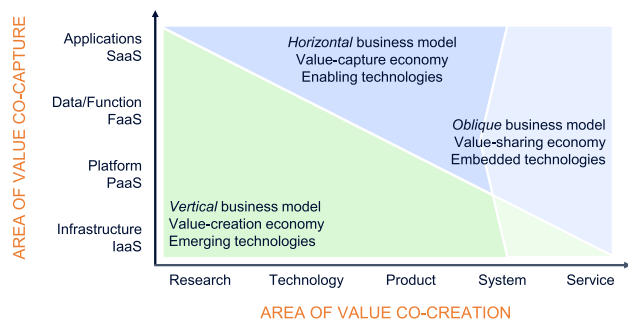 AREA OF VALUE CO-CAPTURE
Applications
SaaS
Data/Function
FaaS
Platform
PaaS
Infrastructure
IaaS
Horizontal business model
Value-capture economy
Enabling technologies
Oblique business model
Value-sharing economy
Embedded technologies
Vertical business model
Value-creation economy
Emerging technologies
Research Technology Product System Service
AREA OF VALUE CO-CREATION